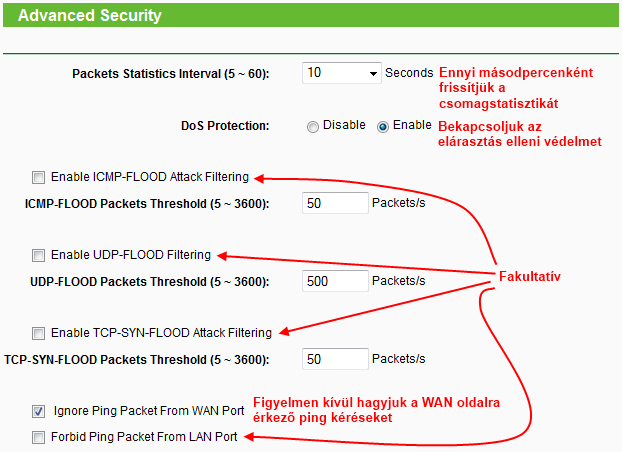 Advanced Security
Packets Statistics Interval (5 ~ 60): 10 Seconds Ennyi másodpercenként
frissítjük a
csomagstatisztikát
DoS Protection: Disable Enable Bekapcsoljuk az
elárasztás elleni védelmet
Enable ICMP-FLOOD Attack Filtering
ICMP-FLOOD Packets Threshold (5 ~ 3600): 50 Packets/s
Enable UDP-FLOOD Filtering
Fakultatív
UDP-FLOOD Packets Threshold (5 ~ 3600): 500 Packets/s
Enable TCP-SYN-FLOOD Attack Filtering
TCP-SYN-FLOOD Packets Threshold (5 ~ 3600): 50 Packets/s
Ignore Ping Packet From WAN Port Figyelmen kívül hagyjuk a WAN oldalra
érkező ping kéréseket
Forbid Ping Packet From LAN Port